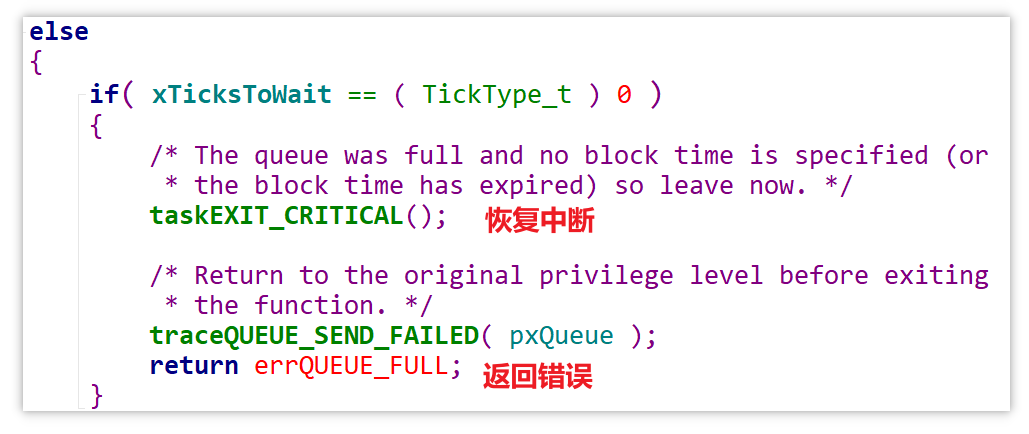 else
{
if( xTicksToWait == ( TickType_t ) 0 )
{
/* The queue was full and no block time is specified (or
* the block time has expired) so leave now. */
taskEXIT_CRITICAL(); 恢复中断
/* Return to the original privilege level before exiting
* the function. */
traceQUEUE_SEND_FAILED( pxQueue );
return errQUEUE_FULL; 返回错误
}